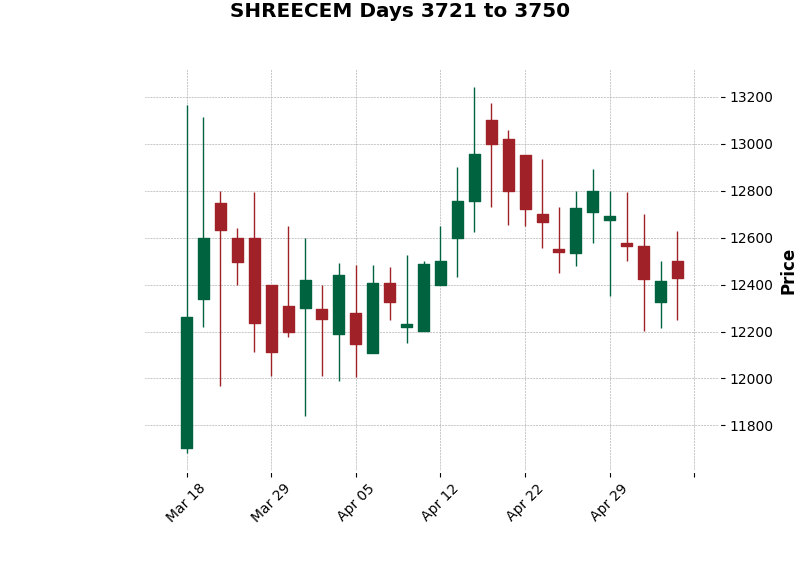 SHREECEM Days 3721 to 3750
13200
13000
12800
12600
12400
12200
12000
11800
Price
Mar 18
Mar 29
Apr 05
Apr 12
Apr 22
Apr 29